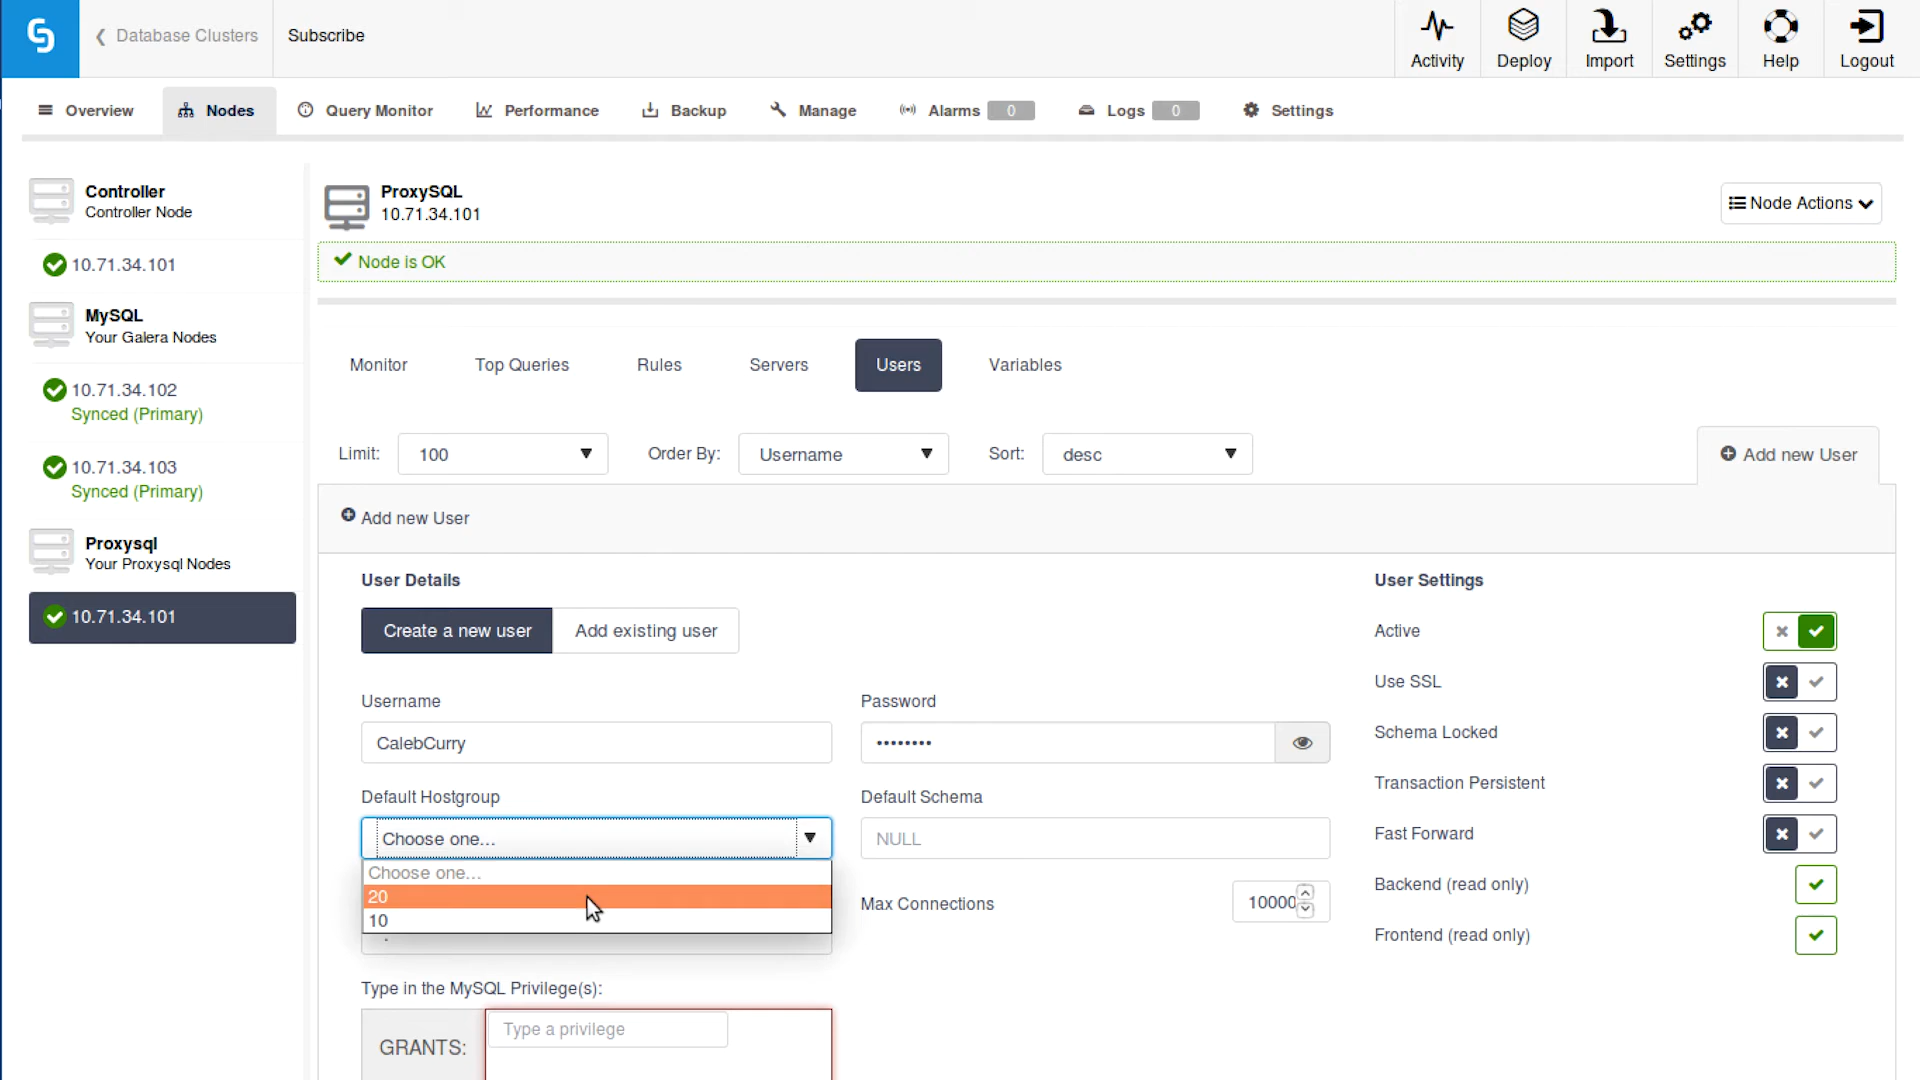 ❮ Database Clusters
Subscribe
Activity
Deploy
Import
Settings
Help
Logout
Overview
Nodes
Query Monitor
Performance
Backup
Manage
Alarms 0
Logs 0
Settings
Controller
Controller Node
10.71.34.101
MySQL
Your Galera Nodes
10.71.34.102
Synced (Primary)
10.71.34.103
Synced (Primary)
Proxysql
Your Proxysql Nodes
10.71.34.101
ProxySQL
10.71.34.101
Node Actions
Node is OK
Monitor
Top Queries
Rules
Servers
Users
Variables
Limit: 100
Order By: Username
Sort: desc
Add new User
Add new User
User Details
Create a new user
Add existing user
Username
CalebCurry
Password
••••••••
Default Hostgroup
Choose one...
Choose one...
20
10
Default Schema
NULL
Max Connections
10000
Type in the MySQL Privilege(s):
GRANTS:
Type a privilege
User Settings
Active
Use SSL
Schema Locked
Transaction Persistent
Fast Forward
Backend (read only)
Frontend (read only)